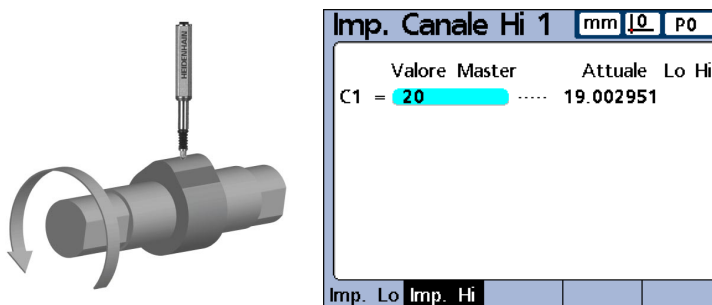 HEIDENHAIN
Imp. Canale Hi 1 mm 0 P0
Valore Master Attuale Lo Hi
C1 = 20 ..... 19.002951
Imp. Lo Imp. Hi